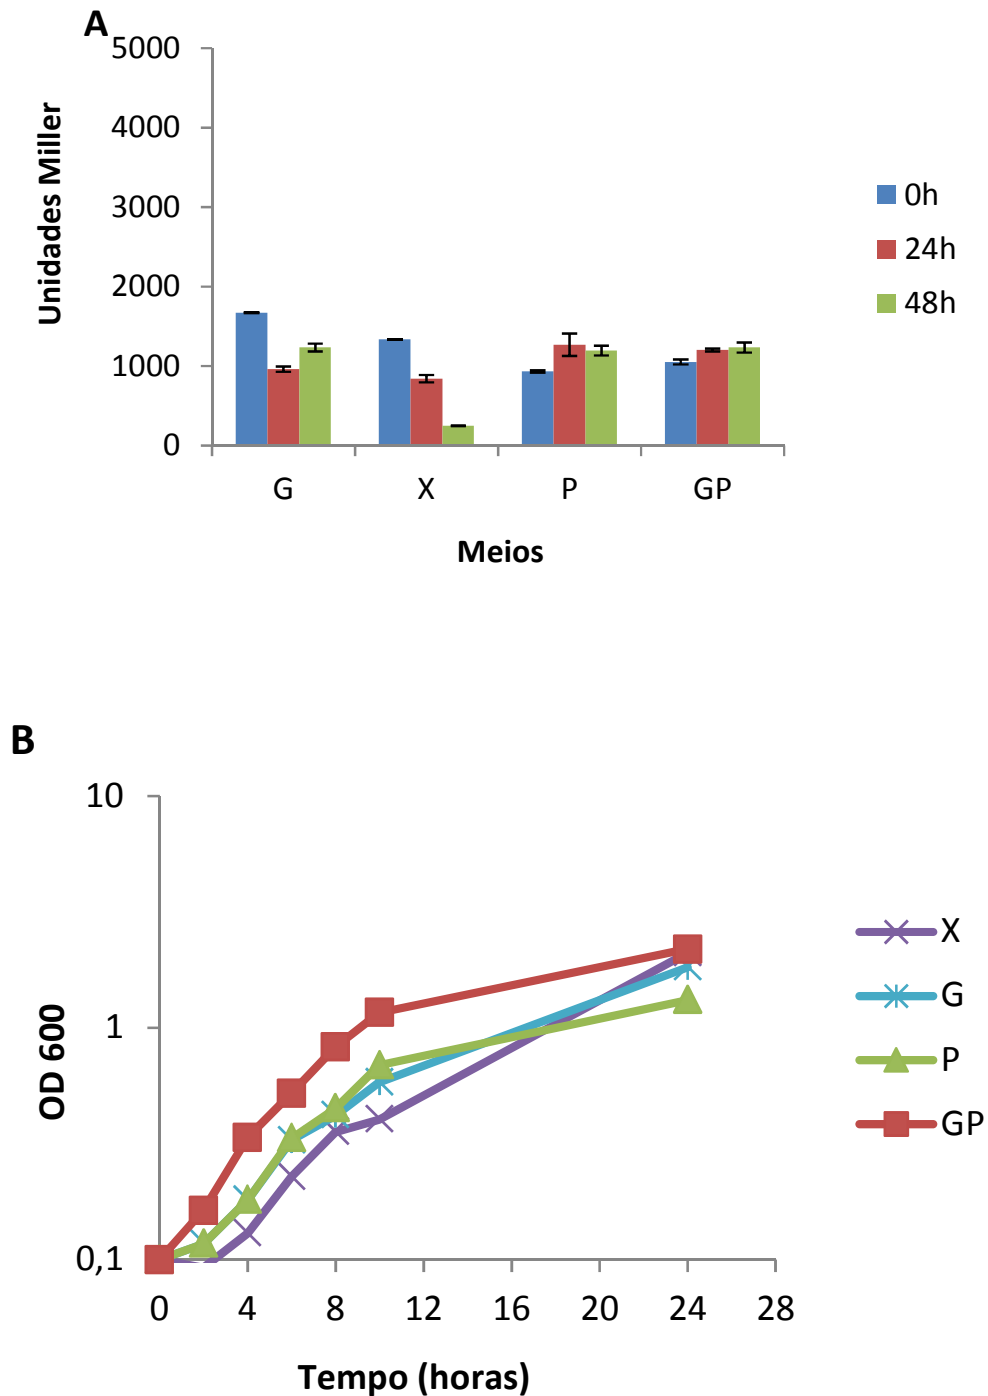 A
5000
4000
3000
2000
1000
0
Unidades Miller
G X P GP
Meios
0h
24h
48h
B
10
1
0,1
OD 600
0 4 8 12 16 20 24 28
Tempo (horas)
X
G
P
GP